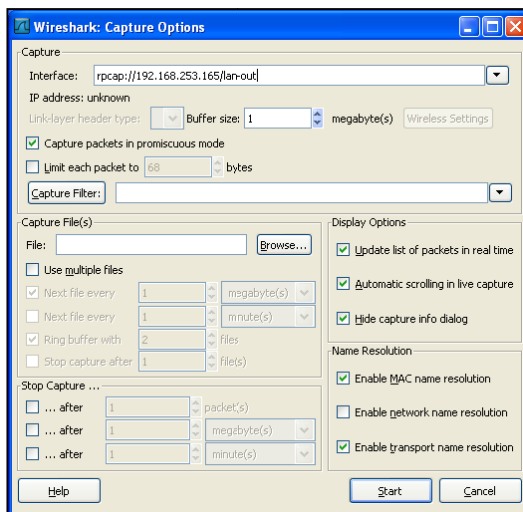 Wireshark: Capture Options
Capture
Interface: rpcap://192.168.253.165/lan-out
IP address: unknown
Link-layer header type: Buffer size: 1 megabyte(s) Wireless Settings
Capture packets in promiscuous mode
Limit each packet to 68 bytes
Capture Filter:
Capture File(s)
File: Browse...
Use multiple files
Next file every 1 megabyte(s)
Next file every 1 minute(s)
Ring buffer with 2 files
Stop capture after 1 file(s)
Stop Capture ...
... after 1 packet(s)
... after 1 megabyte(s)
... after 1 minute(s)
Display Options
Update list of packets in real time
Automatic scrolling in live capture
Hide capture info dialog
Name Resolution
Enable MAC name resolution
Enable network name resolution
Enable transport name resolution
Help Start Cancel